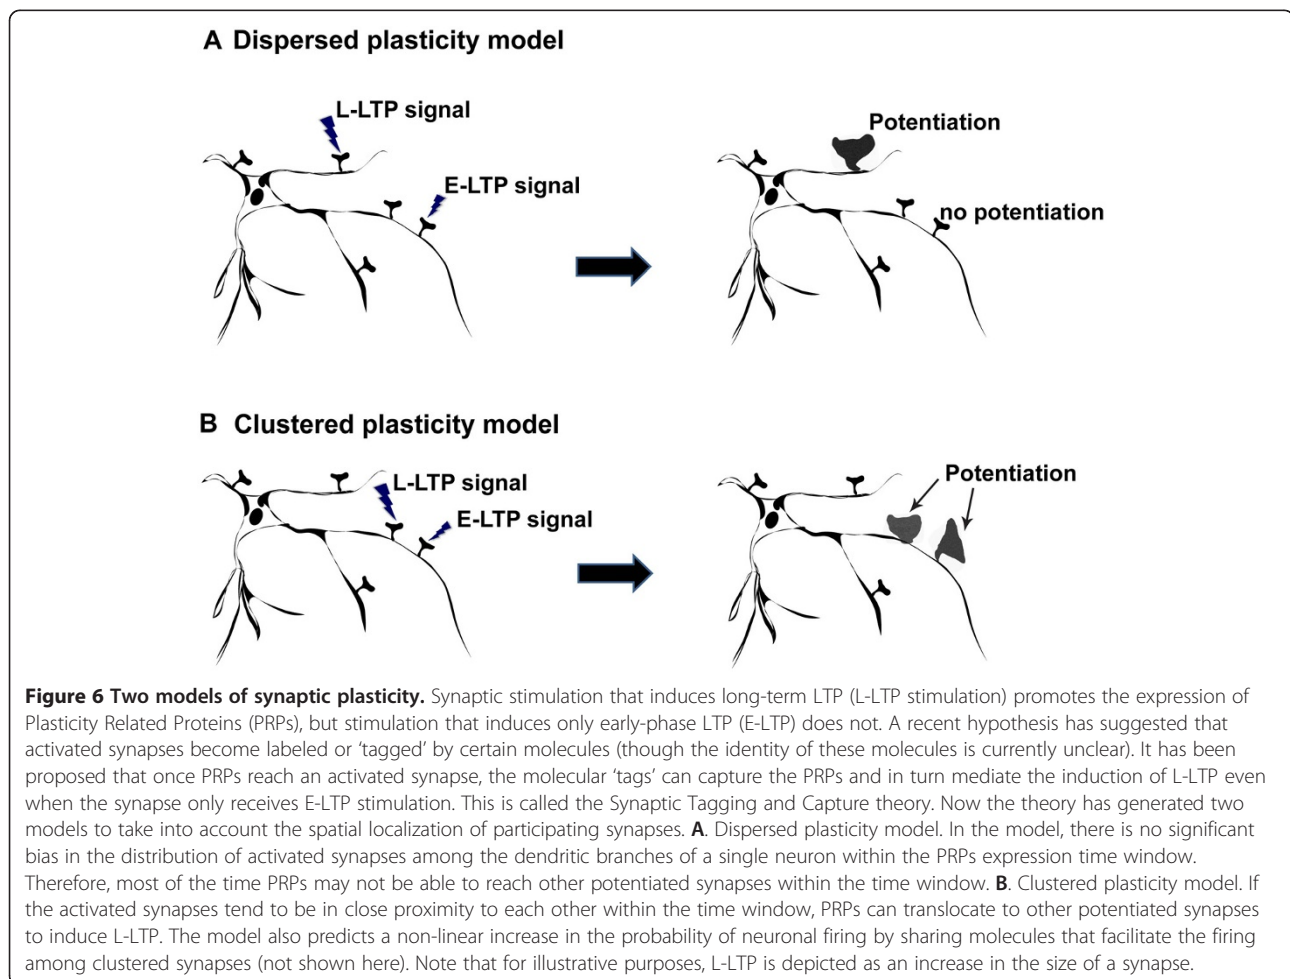 A Dispersed plasticity model
L-LTP signal
E-LTP signal
Potentiation
no potentiation
B Clustered plasticity model
L-LTP signal
E-LTP signal
Potentiation
Figure 6 Two models of synaptic plasticity. Synaptic stimulation that induces long-term LTP (L-LTP stimulation) promotes the expression of
Plasticity Related Proteins (PRPs), but stimulation that induces only early-phase LTP (E-LTP) does not. A recent hypothesis has suggested that
activated synapses become labeled or ‘tagged’ by certain molecules (though the identity of these molecules is currently unclear). It has been
proposed that once PRPs reach an activated synapse, the molecular ‘tags’ can capture the PRPs and in turn mediate the induction of L-LTP even
when the synapse only receives E-LTP stimulation. This is called the Synaptic Tagging and Capture theory. Now the theory has generated two
models to take into account the spatial localization of participating synapses. A. Dispersed plasticity model. In the model, there is no significant
bias in the distribution of activated synapses among the dendritic branches of a single neuron within the PRPs expression time window.
Therefore, most of the time PRPs may not be able to reach other potentiated synapses within the time window. B. Clustered plasticity model. If
the activated synapses tend to be in close proximity to each other within the time window, PRPs can translocate to other potentiated synapses
to induce L-LTP. The model also predicts a non-linear increase in the probability of neuronal firing by sharing molecules that facilitate the firing
among clustered synapses (not shown here). Note that for illustrative purposes, L-LTP is depicted as an increase in the size of a synapse.